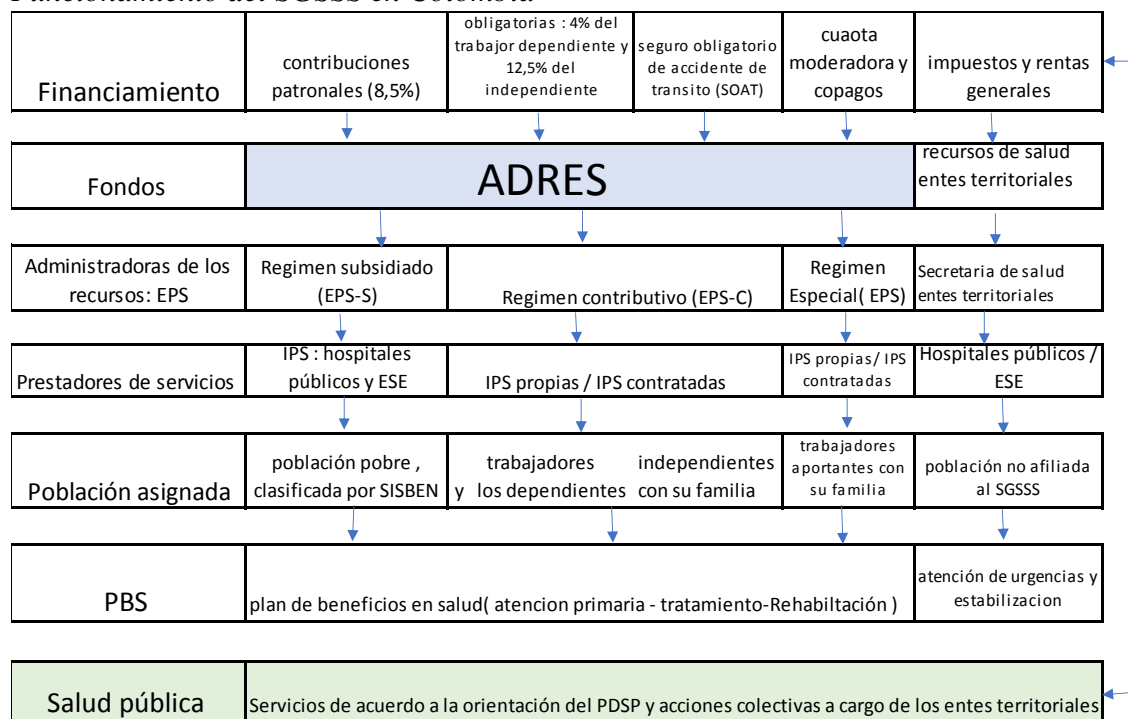 Funcionamiento del SGSSS en Colombia
Financiamiento
contribuciones
patronales (8,5%)
obligatorias : 4% del
trabajor dependiente y
12,5% del
independiente
seguro obligatorio
de accidente de
transito (SOAT)
cuaota
moderadora y
copagos
impuestos y rentas
generales
Fondos
ADRES
recursos de salud
entes territoriales
Administradoras de los
recursos: EPS
Regimen subsidiado
(EPS-S)
Regimen contributivo (EPS-C)
Regimen
Especial( EPS)
Secretaria de salud
entes territoriales
Prestadores de servicios
IPS : hospitales
públicos y ESE
IPS propias / IPS contratadas
IPS propias/ IPS
contratadas
Hospitales públicos /
ESE
Población asignada
población pobre ,
clasificada por SISBEN
trabajadores independientes
y los dependientes con su familia
trabajadores
aportantes con
su familia
población no afiliada
al SGSSS
PBS
plan de beneficios en salud( atencion primaria - tratamiento-Rehabiltación )
atención de urgencias y
estabilizacion
Salud pública
Servicios de acuerdo a la orientación del PDSP y acciones colectivas a cargo de los entes territoriales